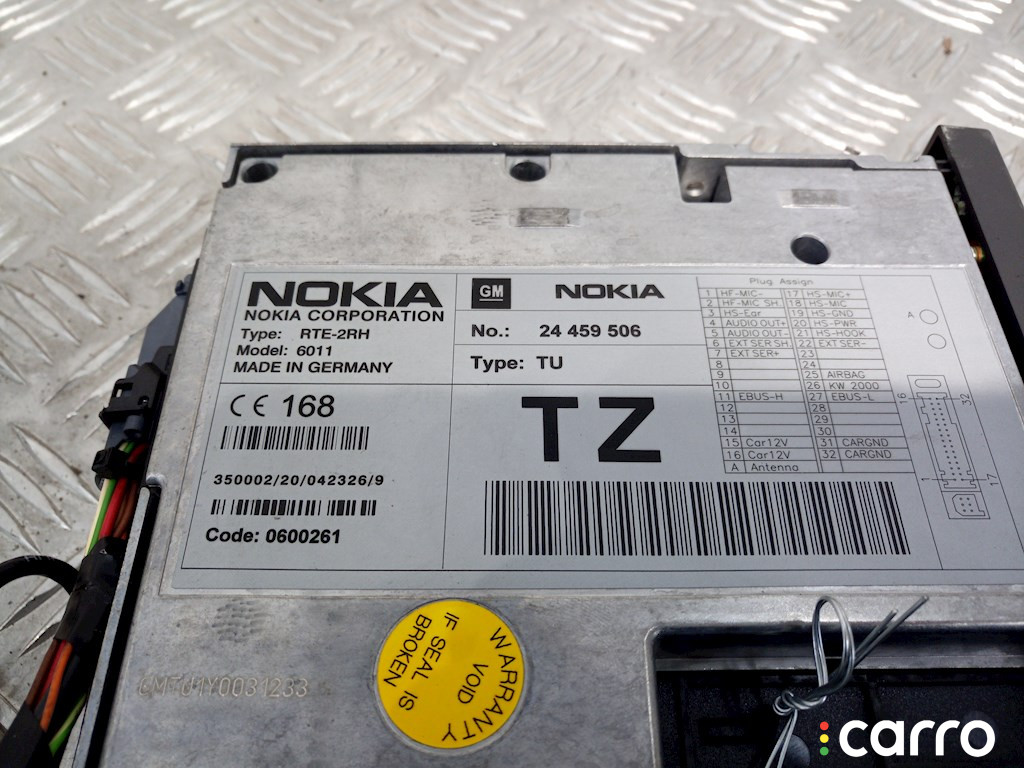 NOKIA
NOKIA CORPORATION
Type: RTE-2RH
Model: 6011
MADE IN GERMANY
CE 168
350002/20/042326/9
Code: 0600261
GM NOKIA
No.: 24 459 506
Type: TU
TZ
Plug Assign
1 HF-MIC- 17 HS-MIC+
2 HF-MIC SH. 18 HS-MIC
3 HS-Ear 19 HS-GND
4 AUDIO OUT+ 20 HS-PWR
5 AUDIO OUT- 21 HS-HOOK
6 EXT SER SH. 22 EXT SER-
7 EXT SER+ 23
8 24
9 25 AIRBAG
10 26 KW 2000
11 EBUS-H 27 EBUS-L
12 28
13 29
14 30
15 Car12V 31 CARGND
16 Car12V 32 CARGND
A Antenna
A
16 32
1 17
WARRANTY
VOID
IF SEAL IS
BROKEN
carro